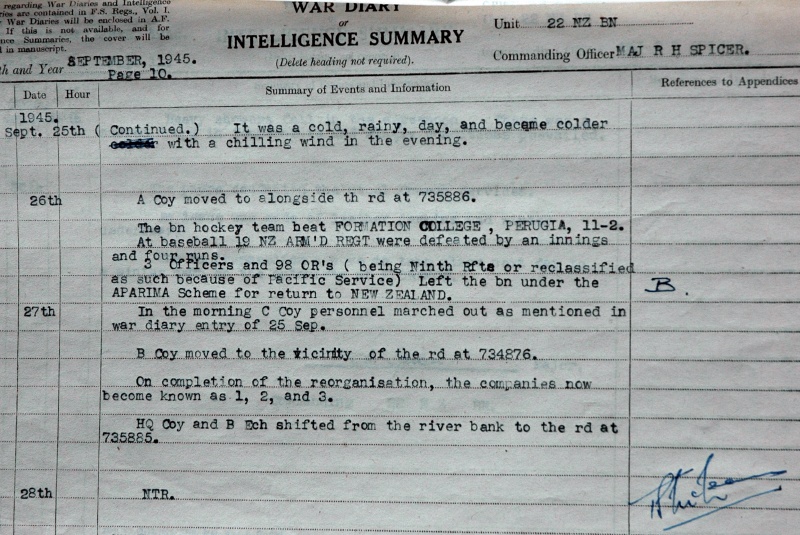 regarding War Diaries and Intelligence
are contained in F.S. Regs., Vol. I.
War Diaries will be enclosed in A.F.
If this is not available, and for
Summaries, the cover will be
in manuscript.
WAR DIARY
or
INTELLIGENCE SUMMARY
(Delete heading not required).
Unit 22 NZ BN
Commanding Officer MAJ R H SPICER.
and Year SEPTEMBER, 1945.
Page 10.
Date Hour Summary of Events and Information References to Appendices
1945.
Sept. 25th ( Continued.) It was a cold, rainy, day, and became colder
colder with a chilling wind in the evening.
26th A Coy moved to alongside th rd at 735886.
The bn hockey team beat FORMATION COLLEGE , PERUGIA, 11-2.
At baseball 19 NZ ARM'D REGT were defeated by an innings
and four runs.
3 Officers and 98 OR's ( being Ninth Rfts or reclassified
as such because of Pacific Service) Left the bn under the
APARIMA Scheme for return to NEW ZEALAND.
B.
27th In the morning C Coy personnel marched out as mentioned in
war diary entry of 25 Sep.
B Coy moved to the vicinity of the rd at 734876.
On completion of the reorganisation, the companies now
become known as 1, 2, and 3.
HQ Coy and B Ech shifted from the river bank to the rd at
735885.
28th NTR.